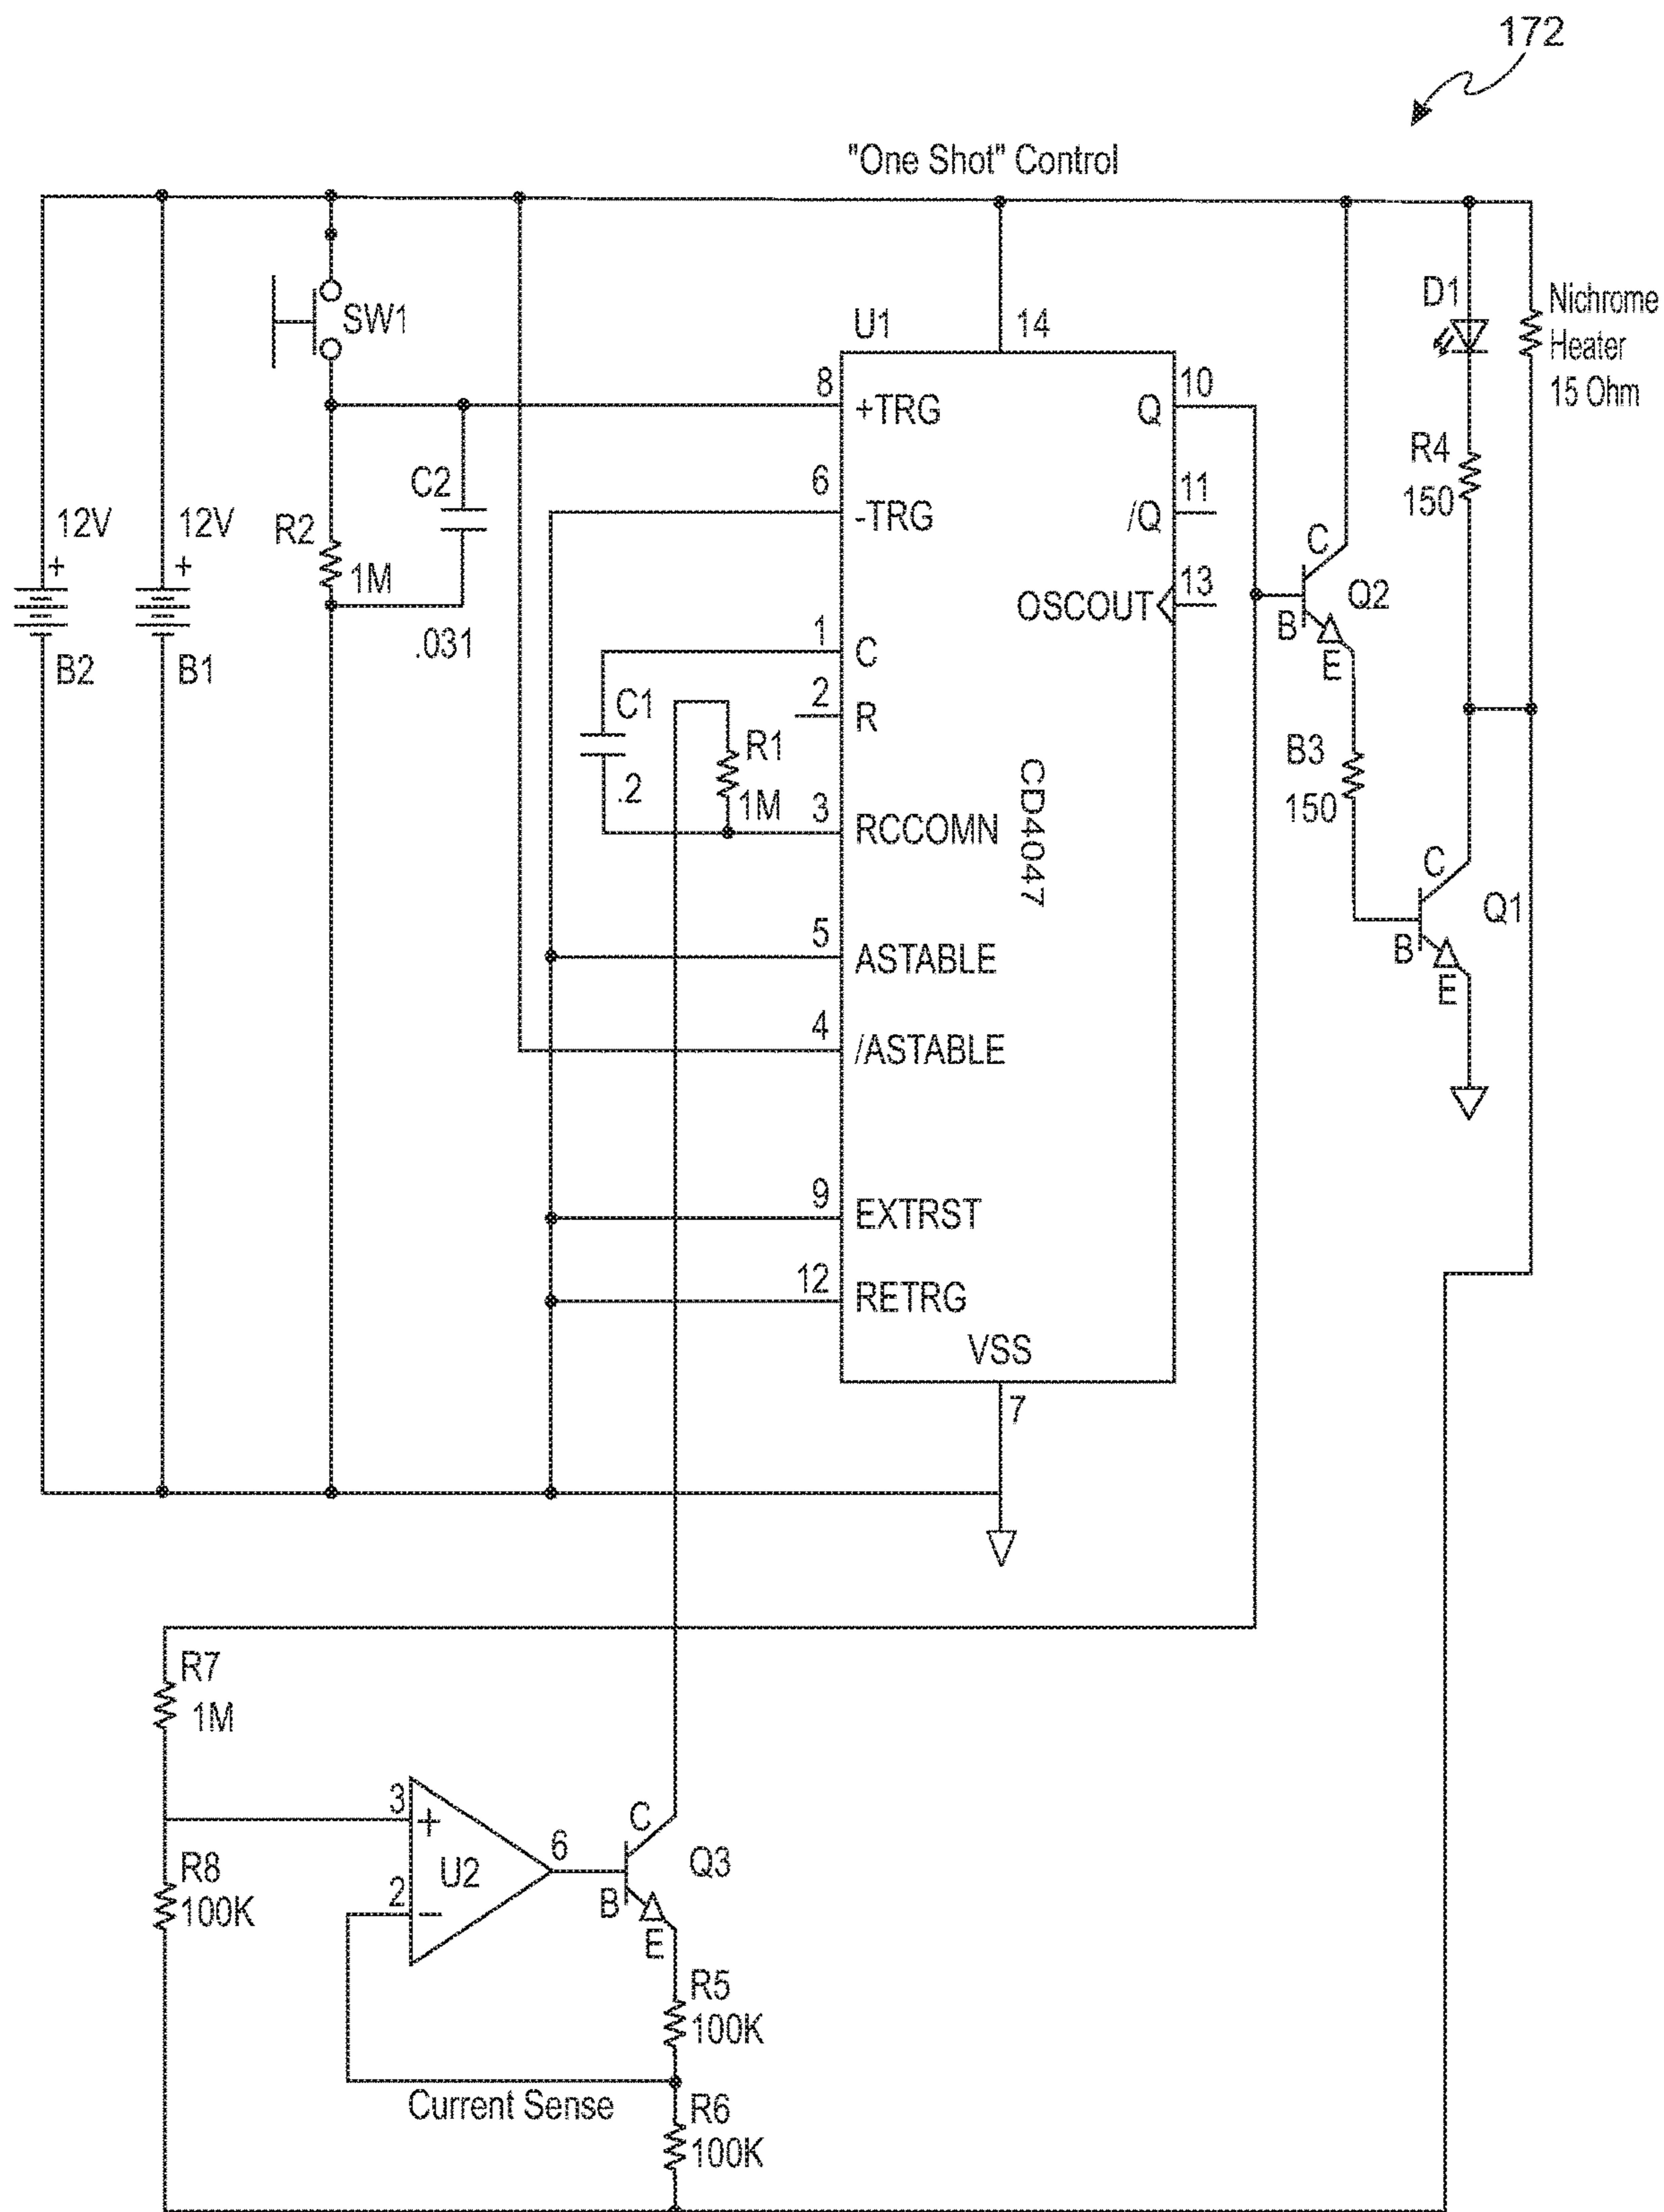 172
"One Shot" Control
SW1
U1
14
D1
Nichrome
Heater
15 Ohm
8
+TRG
Q
10
6
-TRG
/Q
11
C2
.031
R2
1M
R4
150
12V
+
B2
12V
+
B1
OSCOUT
13
C
B
E
Q2
1
C
2
R
C1
.2
R1
1M
3
RCCOMN
CD4047
B3
150
C
B
E
Q1
5
ASTABLE
4
/ASTABLE
9
EXTRST
12
RETRG
VSS
7
R7
1M
3
+
U2
2
−
6
C
B
E
Q3
R8
100K
R5
100K
Current Sense
R6
100K